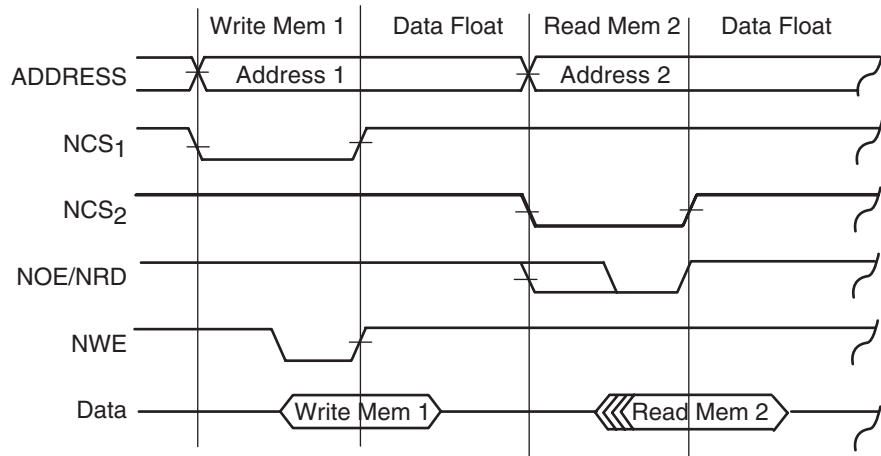 Write Mem 1 Data Float Read Mem 2 Data Float
ADDRESS Address 1 Address 2
NCS1
NCS2
NOE/NRD
NWE
Data Write Mem 1 Read Mem 2